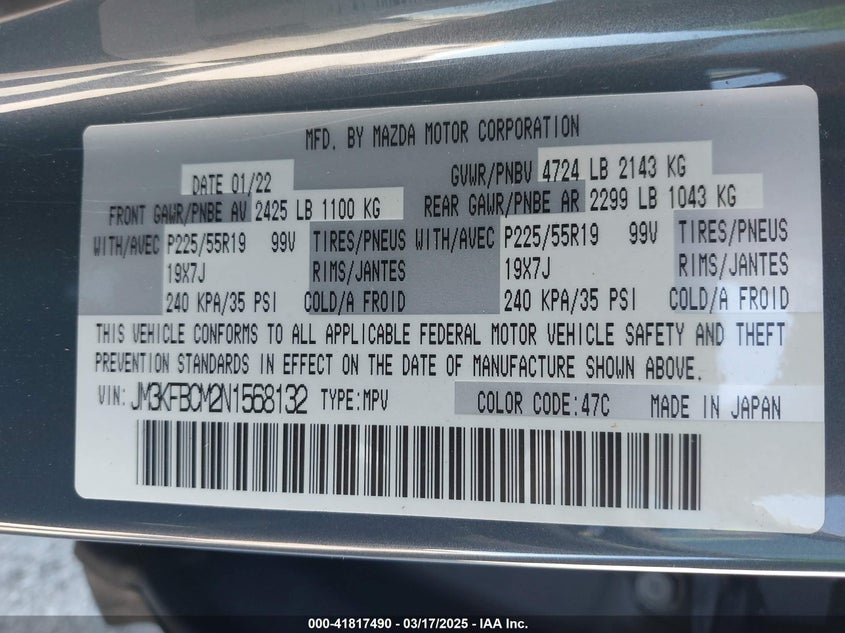 MFD. BY MAZDA MOTOR CORPORATION
DATE 01/22 GVWR/PNBV 4724 LB 2143 KG
FRONT GAWR/PNBE AV 2425 LB 1100 KG REAR GAWR/PNBE AR 2299 LB 1043 KG
WITH/AVEC P225/55R19 99V TIRES/PNEUS WITH/AVEC P225/55R19 99V TIRES/PNEUS
19X7J RIMS/JANTES 19X7J RIMS/JANTES
240 KPA/35 PSI COLD/A FROID 240 KPA/35 PSI COLD/A FROID
THIS VEHICLE CONFORMS TO ALL APPLICABLE FEDERAL MOTOR VEHICLE SAFETY AND THEFT
PREVENTION STANDARDS IN EFFECT ON THE DATE OF MANUFACTURE SHOWN ABOVE.
VIN: JM3KFBCM2N1568132 TYPE:MPV COLOR CODE:47C MADE IN JAPAN
000-41817490 - 03/17/2025 - IAA Inc.